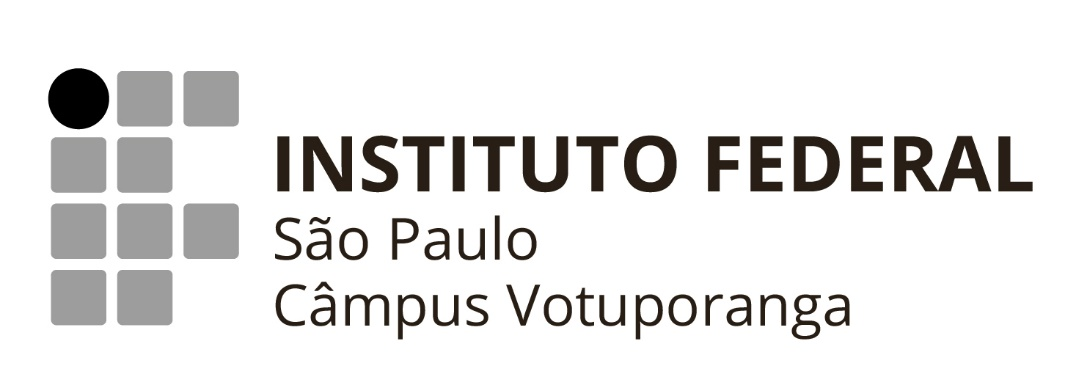 INSTITUTO FEDERAL
São Paulo
Câmpus Votuporanga